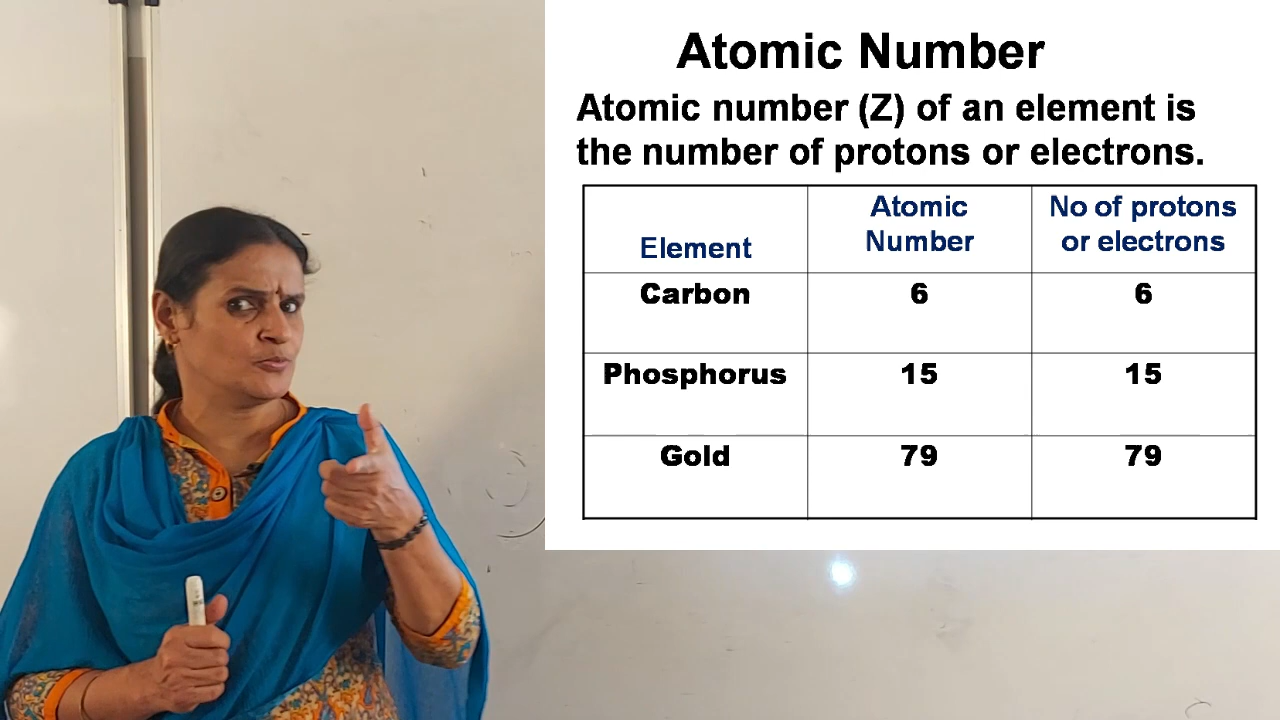 Atomic Number
Atomic number (Z) of an element is
the number of protons or electrons.
Element
Atomic
Number
No of protons
or electrons
Carbon 6 6
Phosphorus 15 15
Gold 79 79